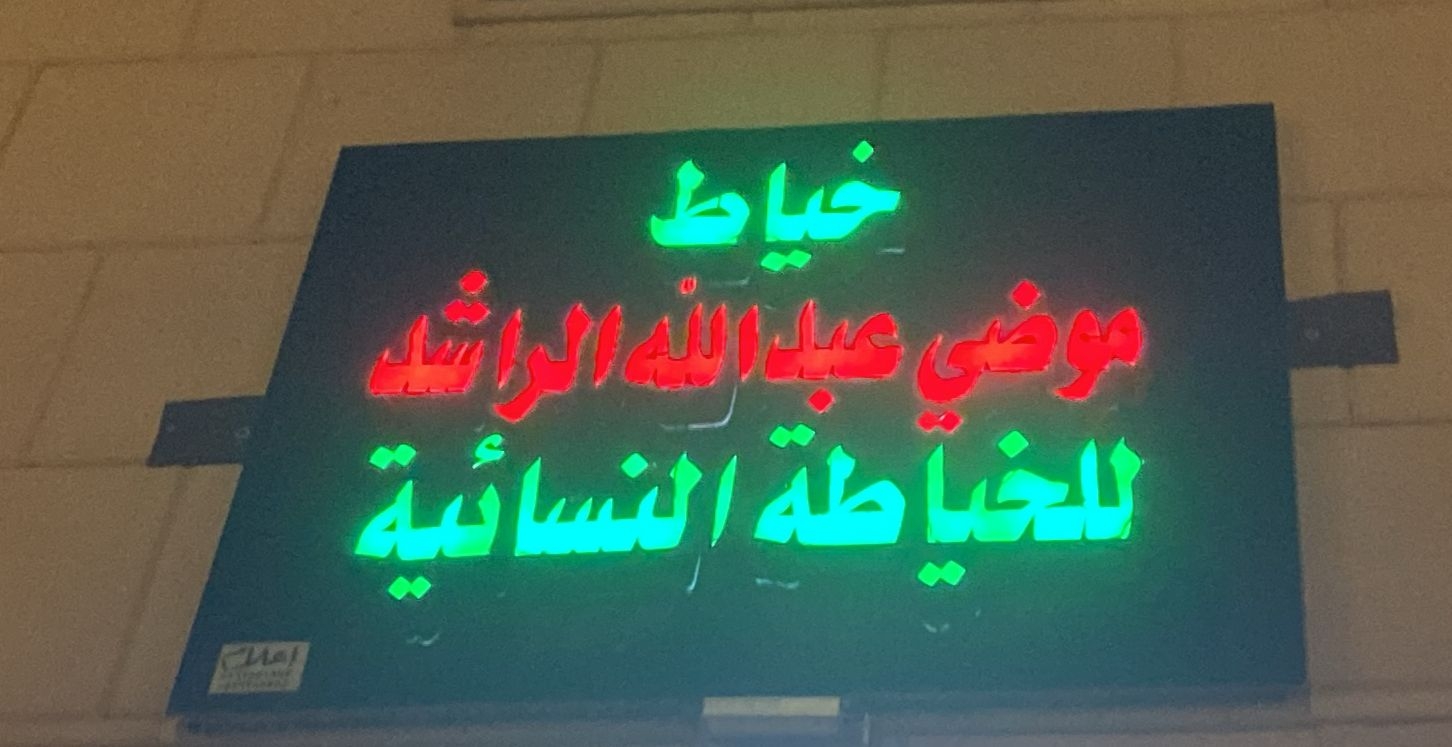 خياط
موضي عبدالله الراشد
للخياطة النسائية